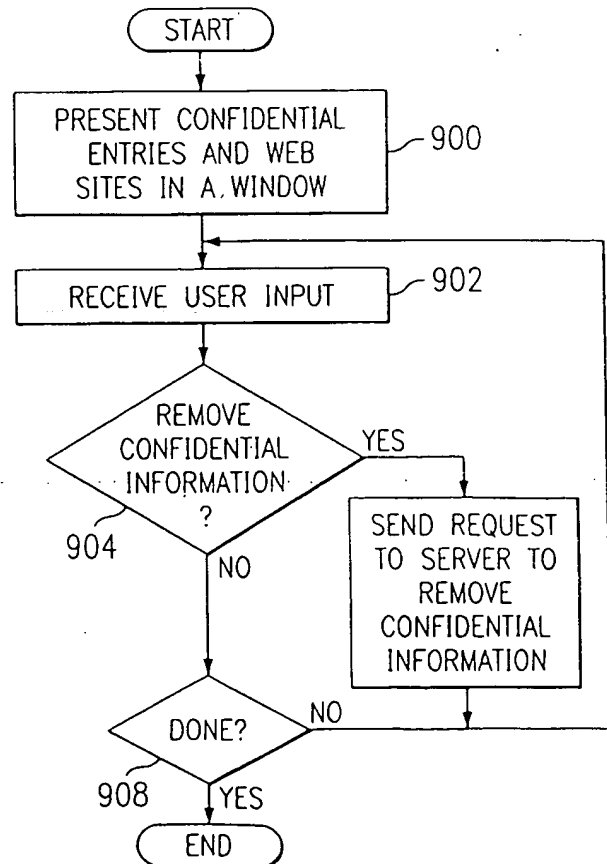 START
PRESENT CONFIDENTIAL
ENTRIES AND WEB
SITES IN A WINDOW
900
RECEIVE USER INPUT
902
REMOVE
CONFIDENTIAL
INFORMATION
?
904
YES
NO
SEND REQUEST
TO SERVER TO
REMOVE
CONFIDENTIAL
INFORMATION
DONE?
908
NO
YES
END